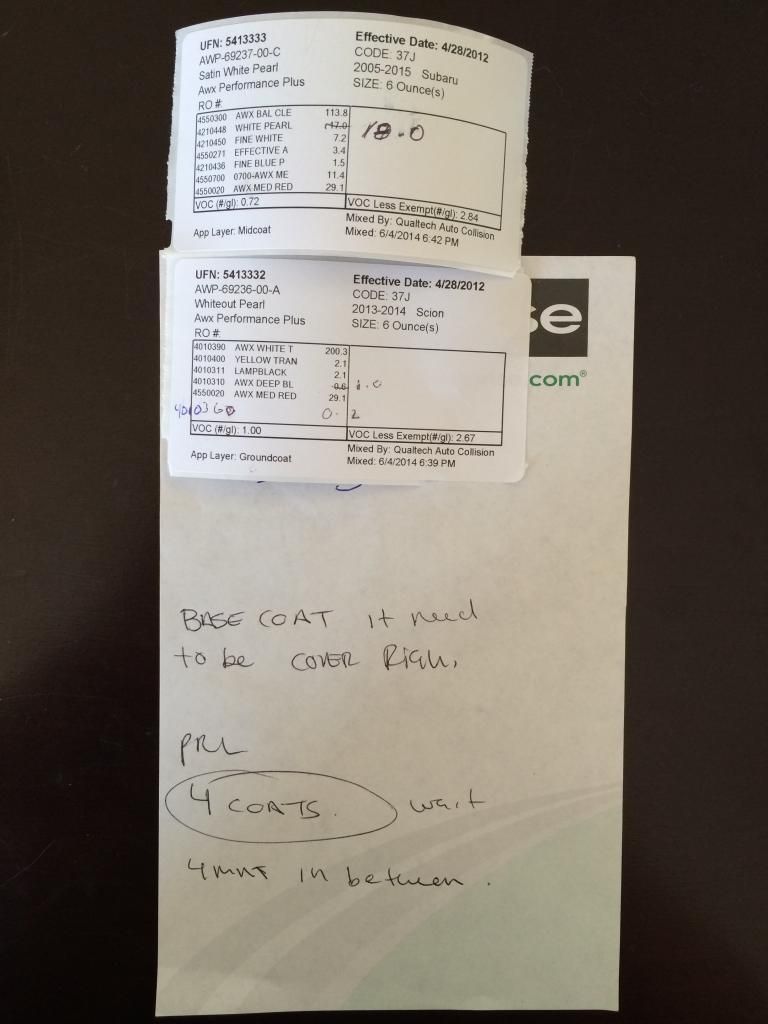 UFN: 5413333
Effective Date: 4/28/2012
AWP-69237-00-C
CODE: 37J
Satin White Pearl
2005-2015 Subaru
Awx Performance Plus
SIZE: 6 Ounce(s)
RO #:
4550300 AWX BAL CLE 113.8
4210448 WHITE PEARL 17.0 18.0
4210450 FINE WHITE 7.2
4550271 EFFECTIVE A 3.4
4210436 FINE BLUE P 1.5
4550700 0700-AWX ME 11.4
4550020 AWX MED RED 29.1
VOC (#/gl): 0.72
VOC Less Exempt(#/gl): 2.84
App Layer: Midcoat
Mixed By: Qualtech Auto Collision
Mixed: 6/4/2014 6:42 PM
UFN: 5413332
Effective Date: 4/28/2012
AWP-69236-00-A
CODE: 37J
Whiteout Pearl
2013-2014 Scion
Awx Performance Plus
SIZE: 6 Ounce(s)
RO #:
4010390 AWX WHITE T 200.3
4010400 YELLOW TRAN 2.1
4010311 LAMPBLACK 2.1
4010310 AWX DEEP BL 0.6 1.0
4550020 AWX MED RED 29.1
4010360 0.2
VOC (#/gl): 1.00
VOC Less Exempt(#/gl): 2.67
App Layer: Groundcoat
Mixed By: Qualtech Auto Collision
Mixed: 6/4/2014 6:39 PM
se
com®
BASE COAT it need
to be COVER
PRL
4 COATS. wait
4 in between.